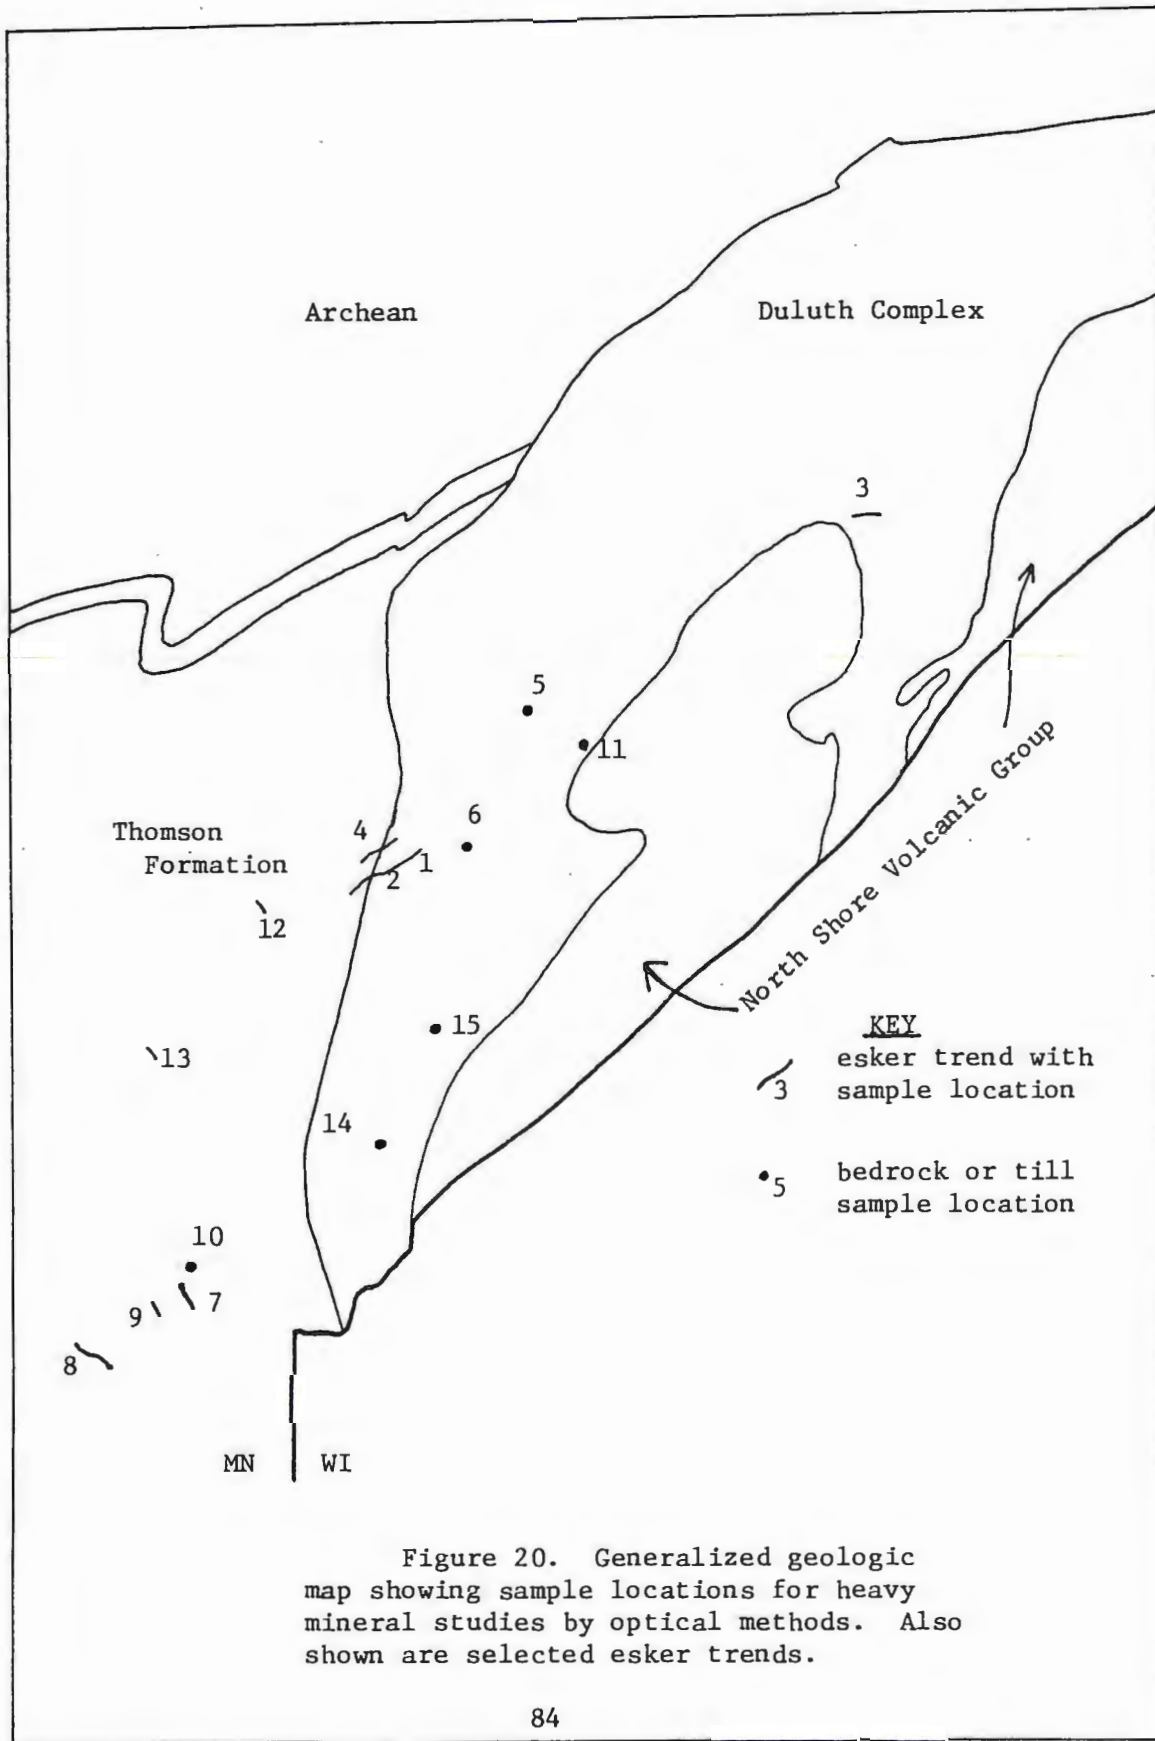 Archean
Duluth Complex
3
5
11
6
Thomson
Formation
4
1
2
12
North Shore Volcanic Group
15
13
KEY
esker trend with
3 sample location
14
bedrock or till
5 sample location
10
9
7
8
MN
WI
Figure 20. Generalized geologic
map showing sample locations for heavy
mineral studies by optical methods. Also
shown are selected esker trends.
84